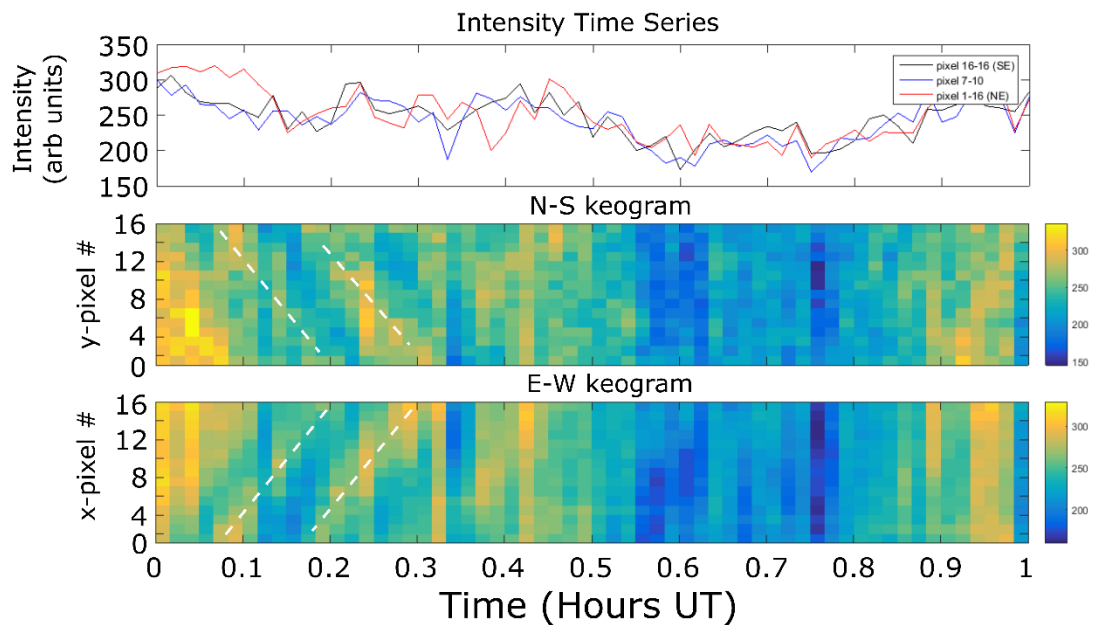 Intensity Time Series
Intensity
(arb units)
350
300
250
200
150
pixel 16-16 (SE)
pixel 7-10
pixel 1-16 (NE)
N-S keogram
y-pixel #
16
12
8
4
0
300
250
200
150
E-W keogram
x-pixel #
16
12
8
4
0
300
250
200
0 0.1 0.2 0.3 0.4 0.5 0.6 0.7 0.8 0.9 1
Time (Hours UT)